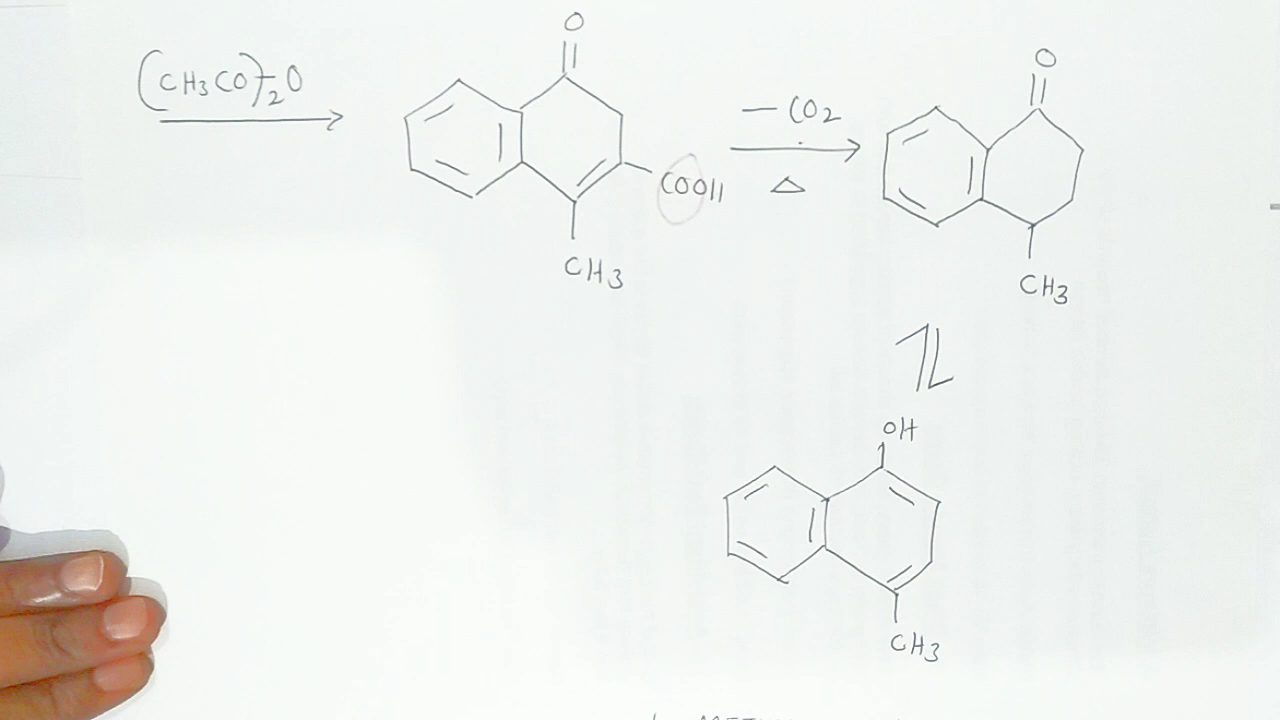 (CH3CO)-2O
O
COOH
CH3
- CO2
Δ
O
CH3
OH
CH3